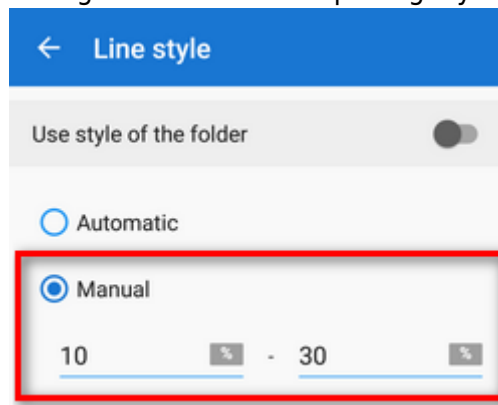 Line style
Use style of the folder
Automatic
Manual
10 % - 30 %